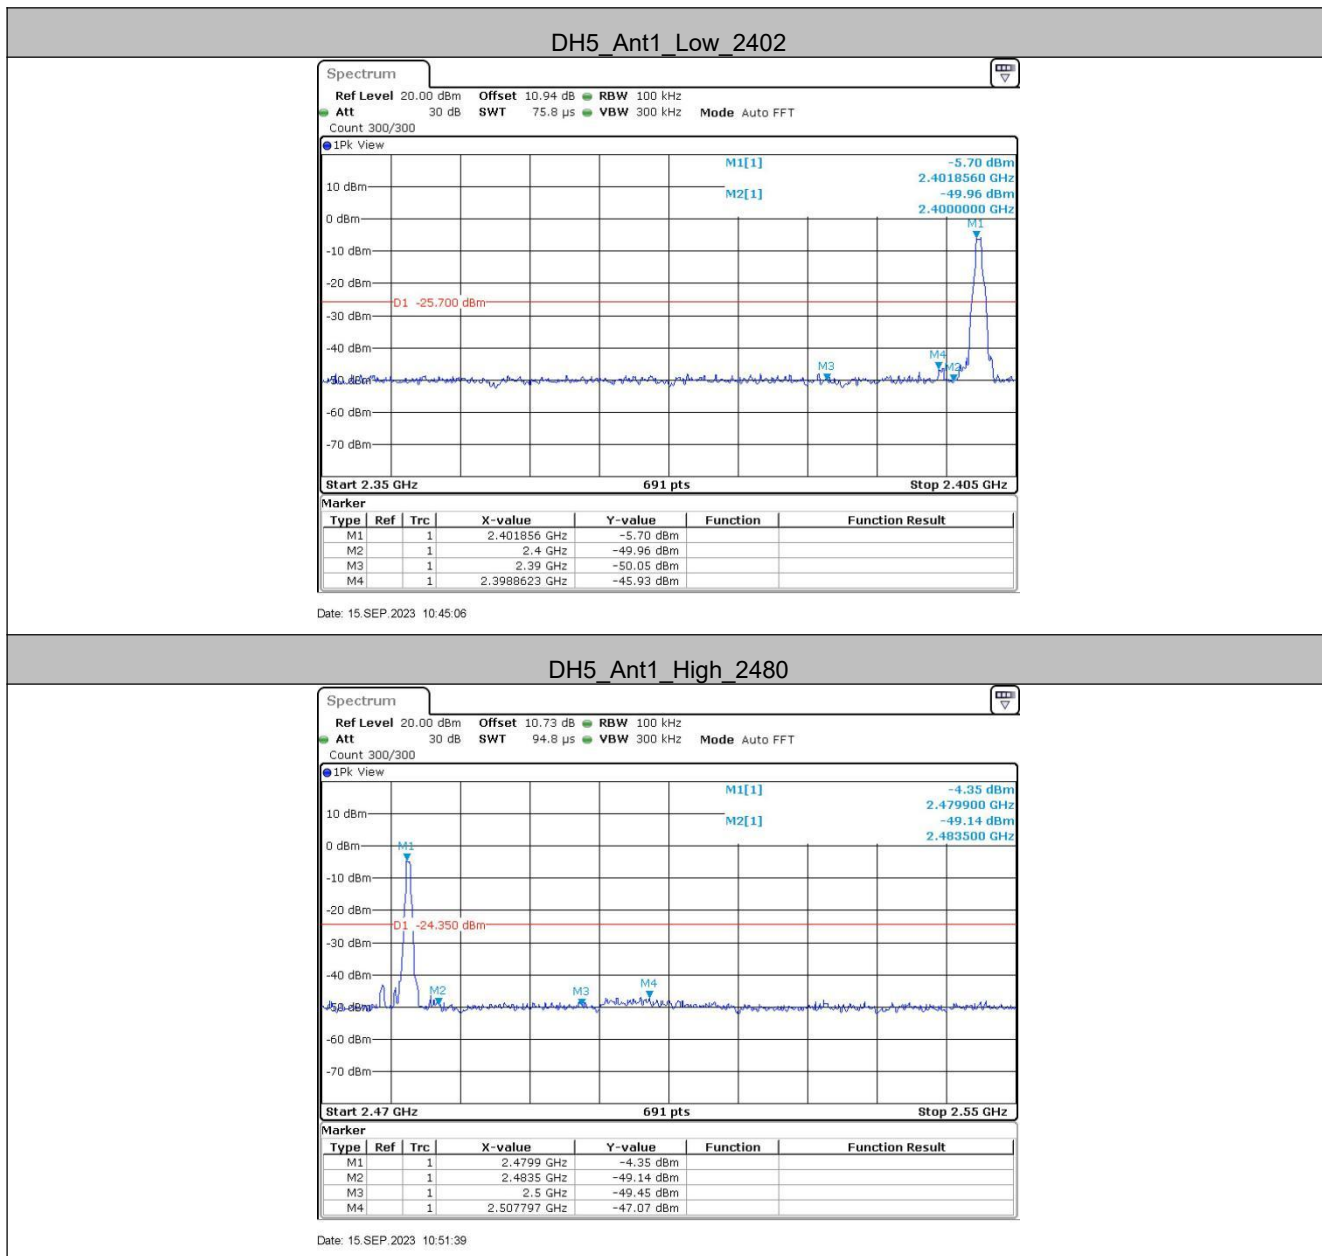 DH5_Ant1_Low_2402
Spectrum
Ref Level 20.00 dBm Offset 10.94 dB RBW 100 kHz
Att 30 dB SWT 75.8 µs VBW 300 kHz Mode Auto FFT
Count 300/300
1Pk View
M1[1] -5.70 dBm
2.4018560 GHz
10 dBm
M2[1] -49.96 dBm
2.4000000 GHz
0 dBm
M1
-10 dBm
-20 dBm
D1 -25.700 dBm
-30 dBm
-40 dBm
M4
M3 M2
-50 dBm
-60 dBm
-70 dBm
Start 2.35 GHz 691 pts Stop 2.405 GHz
Marker
Type Ref Trc X-value Y-value Function Function Result
M1 1 2.401856 GHz -5.70 dBm
M2 1 2.4 GHz -49.96 dBm
M3 1 2.39 GHz -50.05 dBm
M4 1 2.3988623 GHz -45.93 dBm
Date: 15.SEP.2023 10:45:06
DH5_Ant1_High_2480
Spectrum
Ref Level 20.00 dBm Offset 10.73 dB RBW 100 kHz
Att 30 dB SWT 94.8 µs VBW 300 kHz Mode Auto FFT
Count 300/300
1Pk View
M1[1] -4.35 dBm
2.479900 GHz
10 dBm
M2[1] -49.14 dBm
2.483500 GHz
0 dBm
M1
-10 dBm
-20 dBm
D1 -24.350 dBm
-30 dBm
-40 dBm
M2 M3 M4
-50 dBm
-60 dBm
-70 dBm
Start 2.47 GHz 691 pts Stop 2.55 GHz
Marker
Type Ref Trc X-value Y-value Function Function Result
M1 1 2.4799 GHz -4.35 dBm
M2 1 2.4835 GHz -49.14 dBm
M3 1 2.5 GHz -49.45 dBm
M4 1 2.507797 GHz -47.07 dBm
Date: 15.SEP.2023 10:51:39